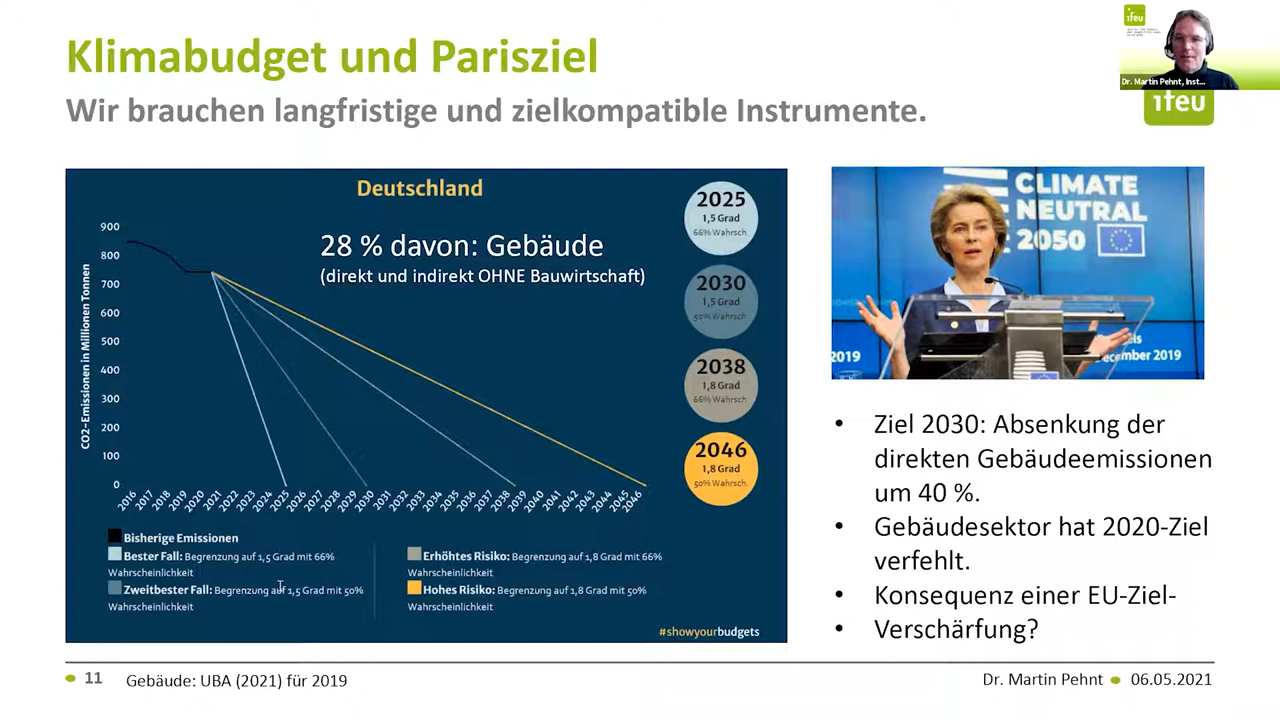 Klimabudget und Parisziel
Wir brauchen langfristige und zielkompatible Instrumente.
ifeu
Dr. Martin Pehnt, Inst...
ifeu
Deutschland
28 % davon: Gebäude
(direkt und indirekt OHNE Bauwirtschaft)
CO2-Emissionen in Millionen Tonnen
900
800
700
600
500
400
300
200
100
0
2016 2017 2018 2019 2020 2021 2022 2023 2024 2025 2026 2027 2028 2029 2030 2031 2032 2033 2034 2035 2036 2037 2038 2039 2040 2041 2042 2043 2044 2045 2046
2025
1,5 Grad
66% Wahrsch.
2030
1,5 Grad
50% Wahrsch.
2038
1,8 Grad
66% Wahrsch.
2046
1,8 Grad
50% Wahrsch.
Bisherige Emissionen
Bester Fall: Begrenzung auf 1,5 Grad mit 66%
Wahrscheinlichkeit
Zweitbester Fall: Begrenzung auf 1,5 Grad mit 50%
Wahrscheinlichkeit
Erhöhtes Risiko: Begrenzung auf 1,8 Grad mit 66%
Wahrscheinlichkeit
Hohes Risiko: Begrenzung auf 1,8 Grad mit 50%
Wahrscheinlichkeit
#showyourbudgets
CLIMATE
NEUTRAL
2050
2019
December 2019
• Ziel 2030: Absenkung der
direkten Gebäudeemissionen
um 40 %.
• Gebäudesektor hat 2020-Ziel
verfehlt.
• Konsequenz einer EU-Ziel-
• Verschärfung?
11
Gebäude: UBA (2021) für 2019
Dr. Martin Pehnt • 06.05.2021